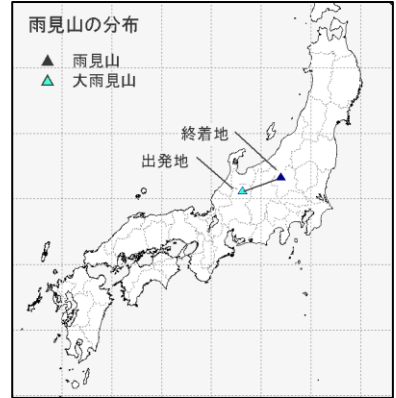 雨見山の分布
▲ 雨見山
▲ 大雨見山
終着地
出発地